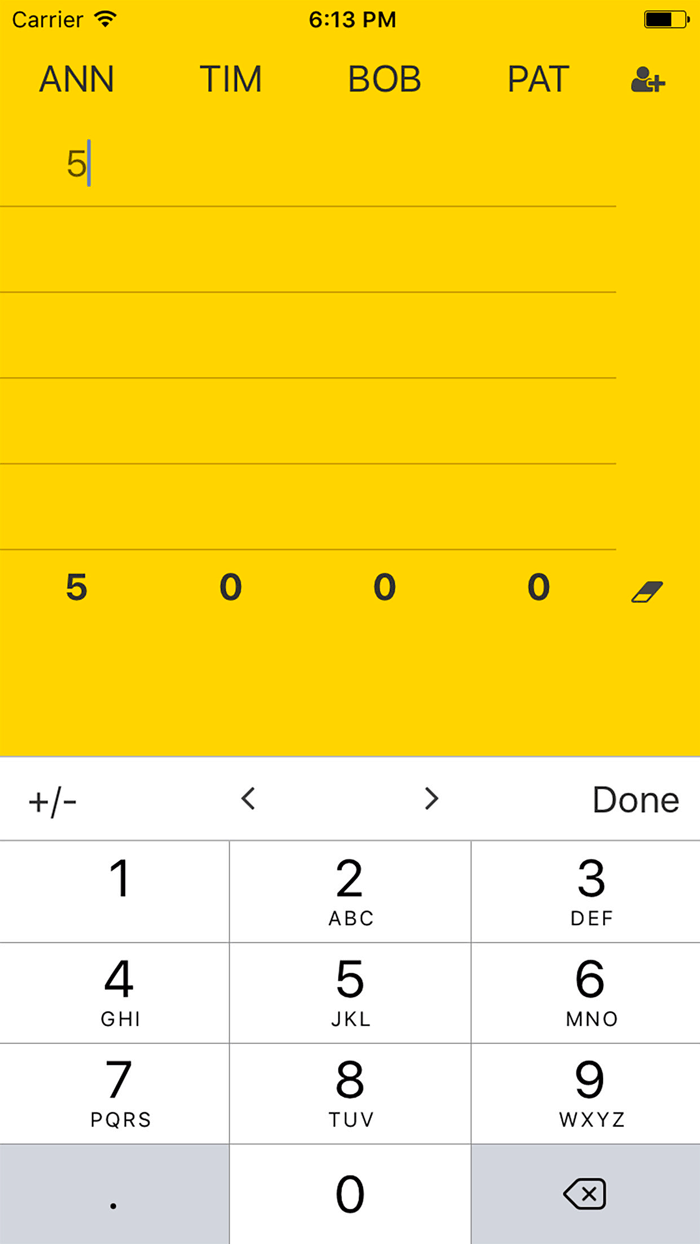 Carrier 6:13 PM
ANN TIM BOB PAT
5
5 0 0 0
+/- < > Done
1 2 3
ABC DEF
4 5 6
GHI JKL MNO
7 8 9
PQRS TUV WXYZ
. 0